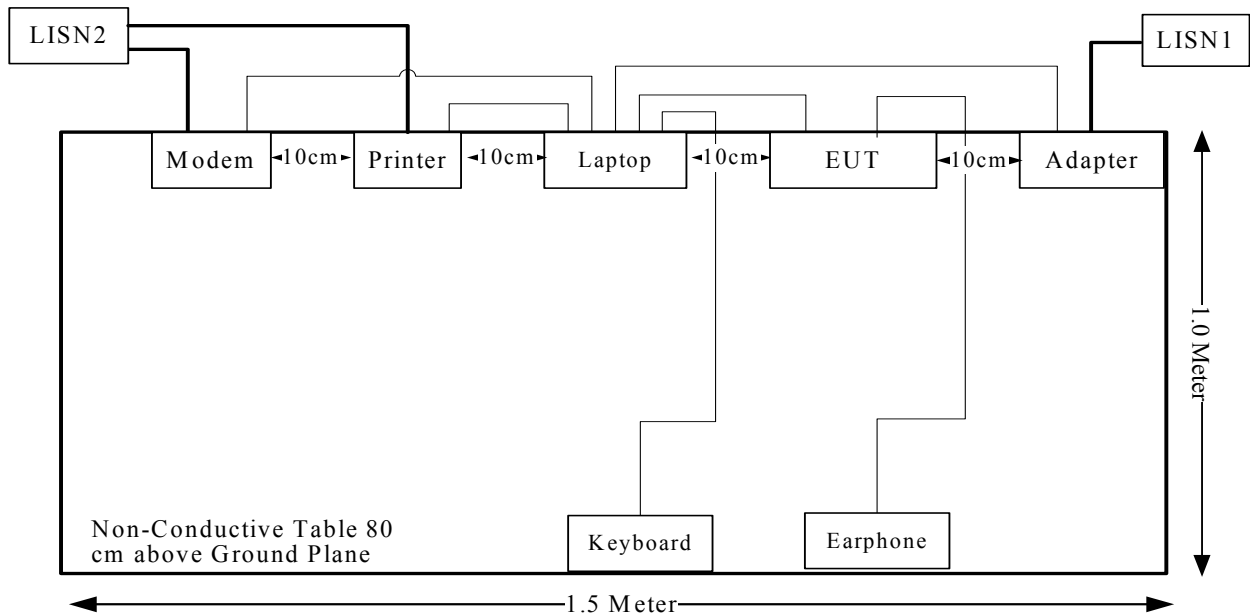 LISN2
LISN1
Modem
10cm
Printer
10cm
Laptop
10cm
EUT
10cm
Adapter
1.0 Meter
Non-Conductive Table 80
cm above Ground Plane
Keyboard
Earphone
1.5 Meter